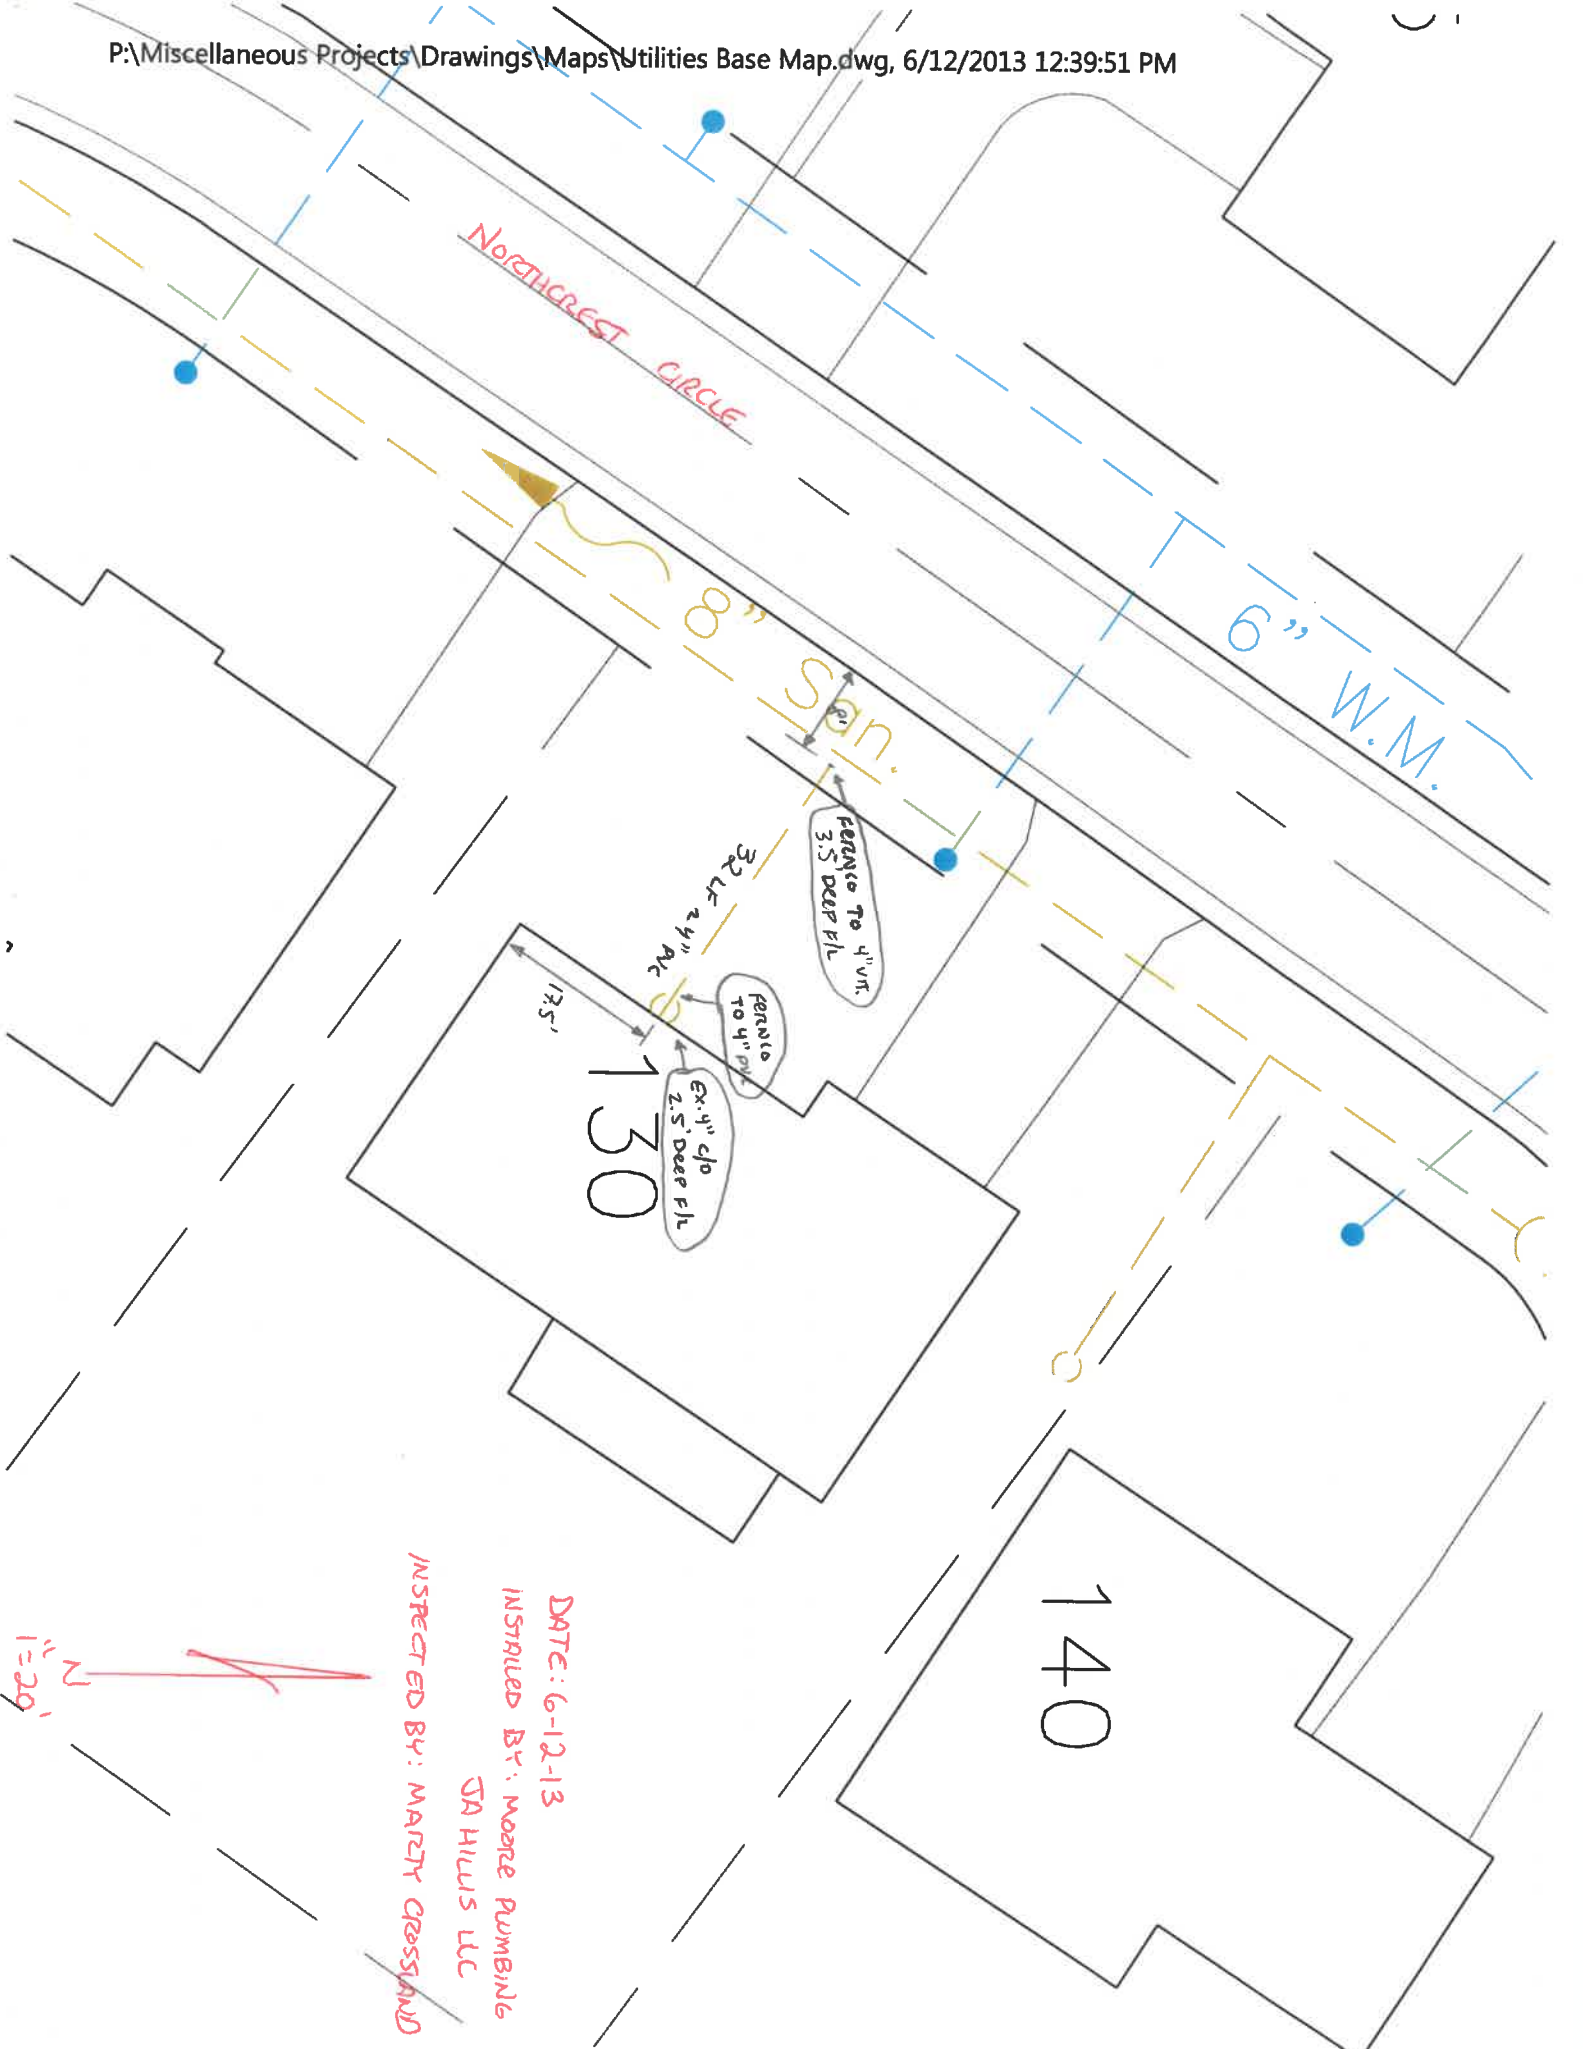 P:\Miscellaneous Projects\Drawings\Maps\Utilities Base Map.dwg, 6/12/2013 12:39:51 PM
NORTHCREST CIRCLE
6" W.M.
8" San.
8'
FERNCO TO 4" VIT.
3.5' DEEP F/L
32 LF 24" PVC
FERNCO
TO 4" PVC
17.5'
EX. 4" C/O
2.5' DEEP F/L
130
140
DATE: 6-12-13
INSTALLED BY: MOORE PLUMBING
JA HILLIS LLC
INSPECTED BY: MARTY CROSSLAND
N
1"=20'